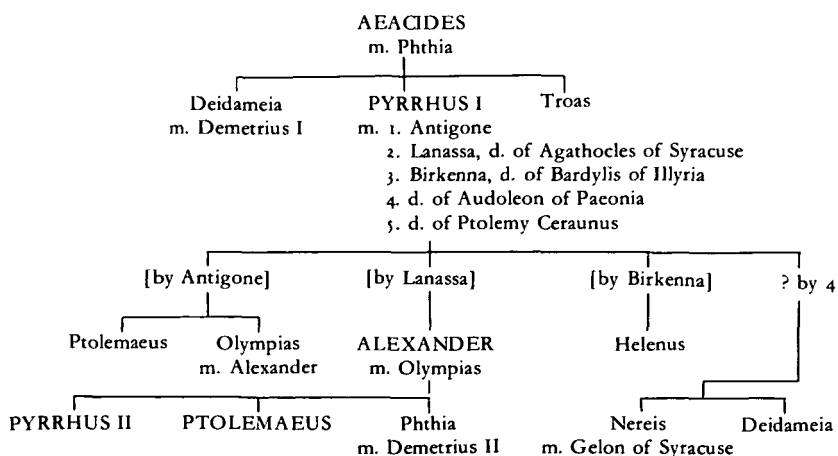 AEACIDES
m. Phthia
Deidameia
m. Demetrius I
PYRRHUS I
m. 1. Antigone
2. Lanassa, d. of Agathocles of Syracuse
3. Birkenna, d. of Bardylis of Illyria
4. d. of Audoleon of Paeonia
5. d. of Ptolemy Ceraunus
Troas
[by Antigone]
[by Lanassa]
[by Birkenna]
? by 4
Ptolemaeus
Olympias
m. Alexander
ALEXANDER
m. Olympias
Helenus
PYRRHUS II
PTOLEMAEUS
Phthia
m. Demetrius II
Nereis
m. Gelon of Syracuse
Deidameia